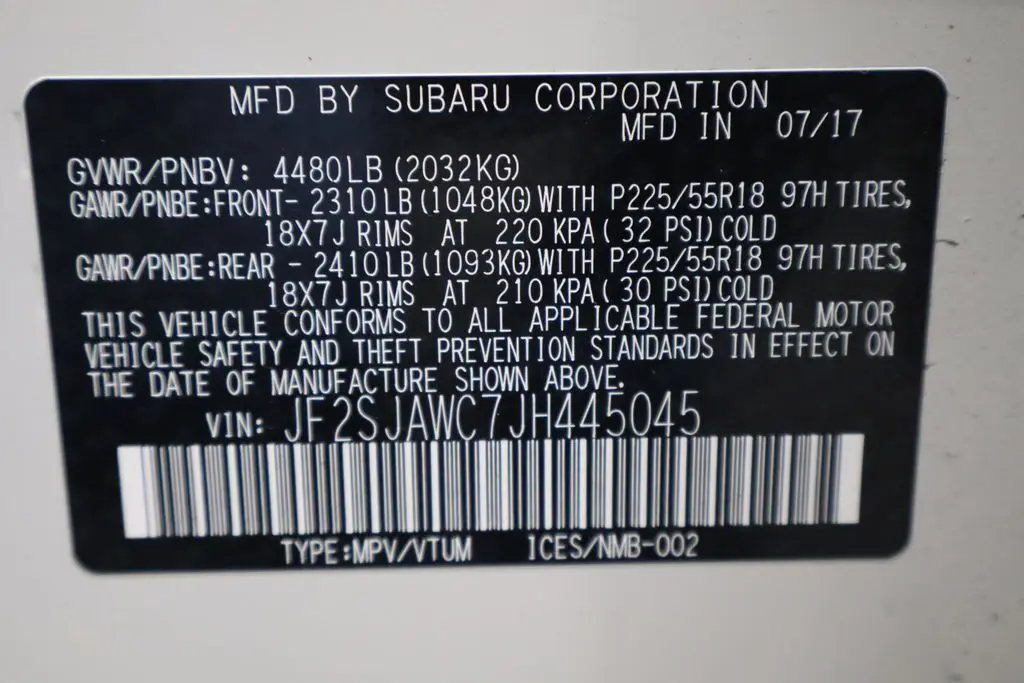 MFD BY SUBARU CORPORATION
MFD IN 07/17
GVWR/PNBV: 4480LB (2032KG)
GAWR/PNBE:FRONT- 2310LB(1048KG)WITH P225/55R18 97H TIRES,
18X7J RIMS AT 220 KPA( 32 PSI)COLD
GAWR/PNBE:REAR - 2410LB(1093KG)WITH P225/55R18 97H TIRES,
18X7J RIMS AT 210 KPA( 30 PSI)COLD
THIS VEHICLE CONFORMS TO ALL APPLICABLE FEDERAL MOTOR
VEHICLE SAFETY AND THEFT PREVENTION STANDARDS IN EFFECT ON
THE DATE OF MANUFACTURE SHOWN ABOVE.
VIN: JF2SJAWC7JH445045
TYPE:MPV/VTUM ICES/NMB-002